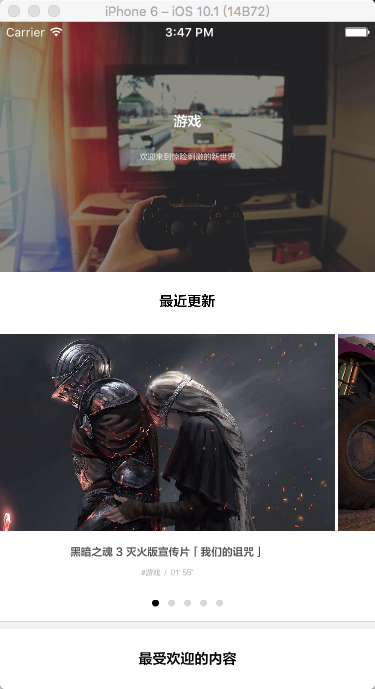 iPhone 6 – iOS 10.1 (14B72)
Carrier 3:47 PM
游戏
欢迎来到惊险刺激的新世界
最近更新
黑暗之魂 3 灭火版宣传片「 我们的诅咒 」
#游戏 / 01' 55"
最受欢迎的内容